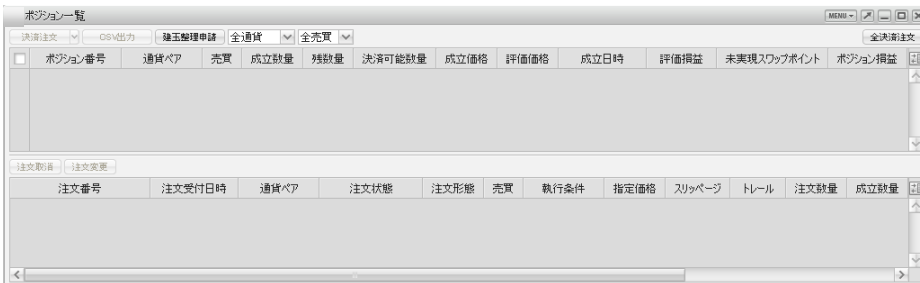 ポジション一覧 MENU
決済注文 CSV出力 建玉整理申請 全通貨 全売買 全決済注文
ポジション番号 通貨ペア 売買 成立数量 残数量 決済可能数量 成立価格 評価価格 成立日時 評価損益 未実現スワップポイント ポジション損益
注文取消 注文変更
注文番号 注文受付日時 通貨ペア 注文状態 注文形態 売買 執行条件 指定価格 スリッページ トレール 注文数量 成立数量